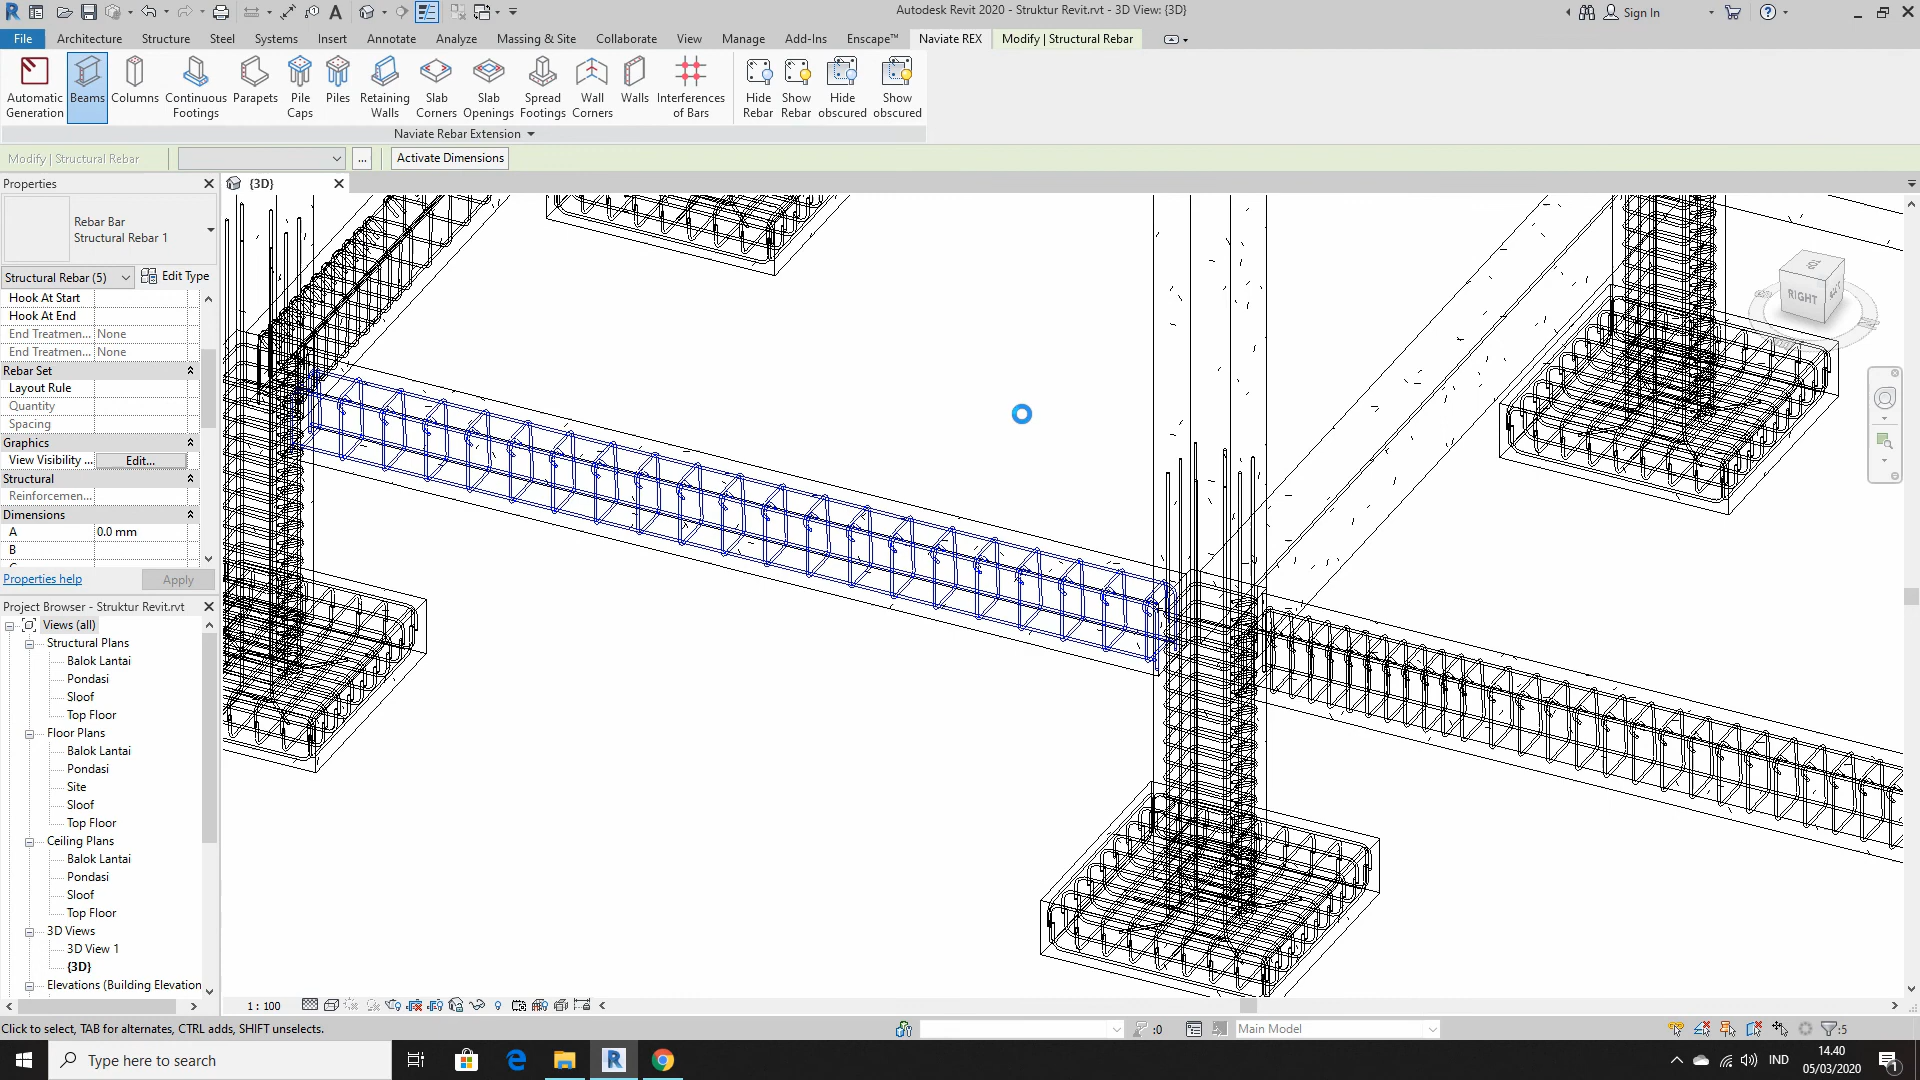 Autodesk Revit 2020 - Struktur Revit.rvt - 3D View: {3D}
Sign In
File Architecture Structure Steel Systems Insert Annotate Analyze Massing & Site Collaborate View Manage Add-Ins Enscape™ Naviate REX Modify | Structural Rebar
Automatic Generation
Beams
Columns
Continuous Footings
Parapets
Pile Caps
Piles
Retaining Walls
Slab Corners
Slab Openings
Spread Footings
Wall Corners
Walls
Interferences of Bars
Hide Rebar
Show Rebar
Hide obscured
Show obscured
Naviate Rebar Extension
Modify | Structural Rebar
...
Activate Dimensions
Properties
{3D}
Rebar Bar
Structural Rebar 1
Structural Rebar (5)
Edit Type
Hook At Start
Hook At End
End Treatmen... None
End Treatmen... None
Rebar Set
Layout Rule
Quantity
Spacing
Graphics
View Visibility ... Edit...
Structural
Reinforcemen...
Dimensions
A 0.0 mm
B
Properties help
Apply
RIGHT
Project Browser - Struktur Revit.rvt
Views (all)
Structural Plans
Balok Lantai
Pondasi
Sloof
Top Floor
Floor Plans
Balok Lantai
Pondasi
Site
Sloof
Top Floor
Ceiling Plans
Balok Lantai
Pondasi
Sloof
Top Floor
3D Views
3D View 1
{3D}
Elevations (Building Elevation
1 : 100
Click to select, TAB for alternates, CTRL adds, SHIFT unselects.
:0
Main Model
:5
Type here to search
IND
14.40
05/03/2020
1